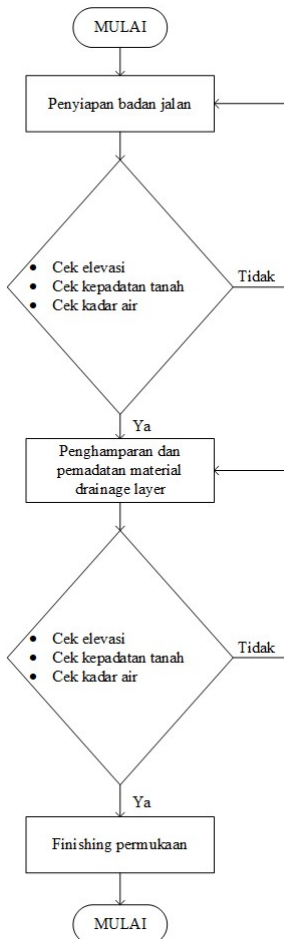 MULAI
Penyiapan badan jalan
• Cek elevasi
• Cek kepadatan tanah
• Cek kadar air
Tidak
Ya
Penghamparan dan
pemadatan material
drainage layer
• Cek elevasi
• Cek kepadatan tanah
• Cek kadar air
Tidak
Ya
Finishing permukaan
MULAI